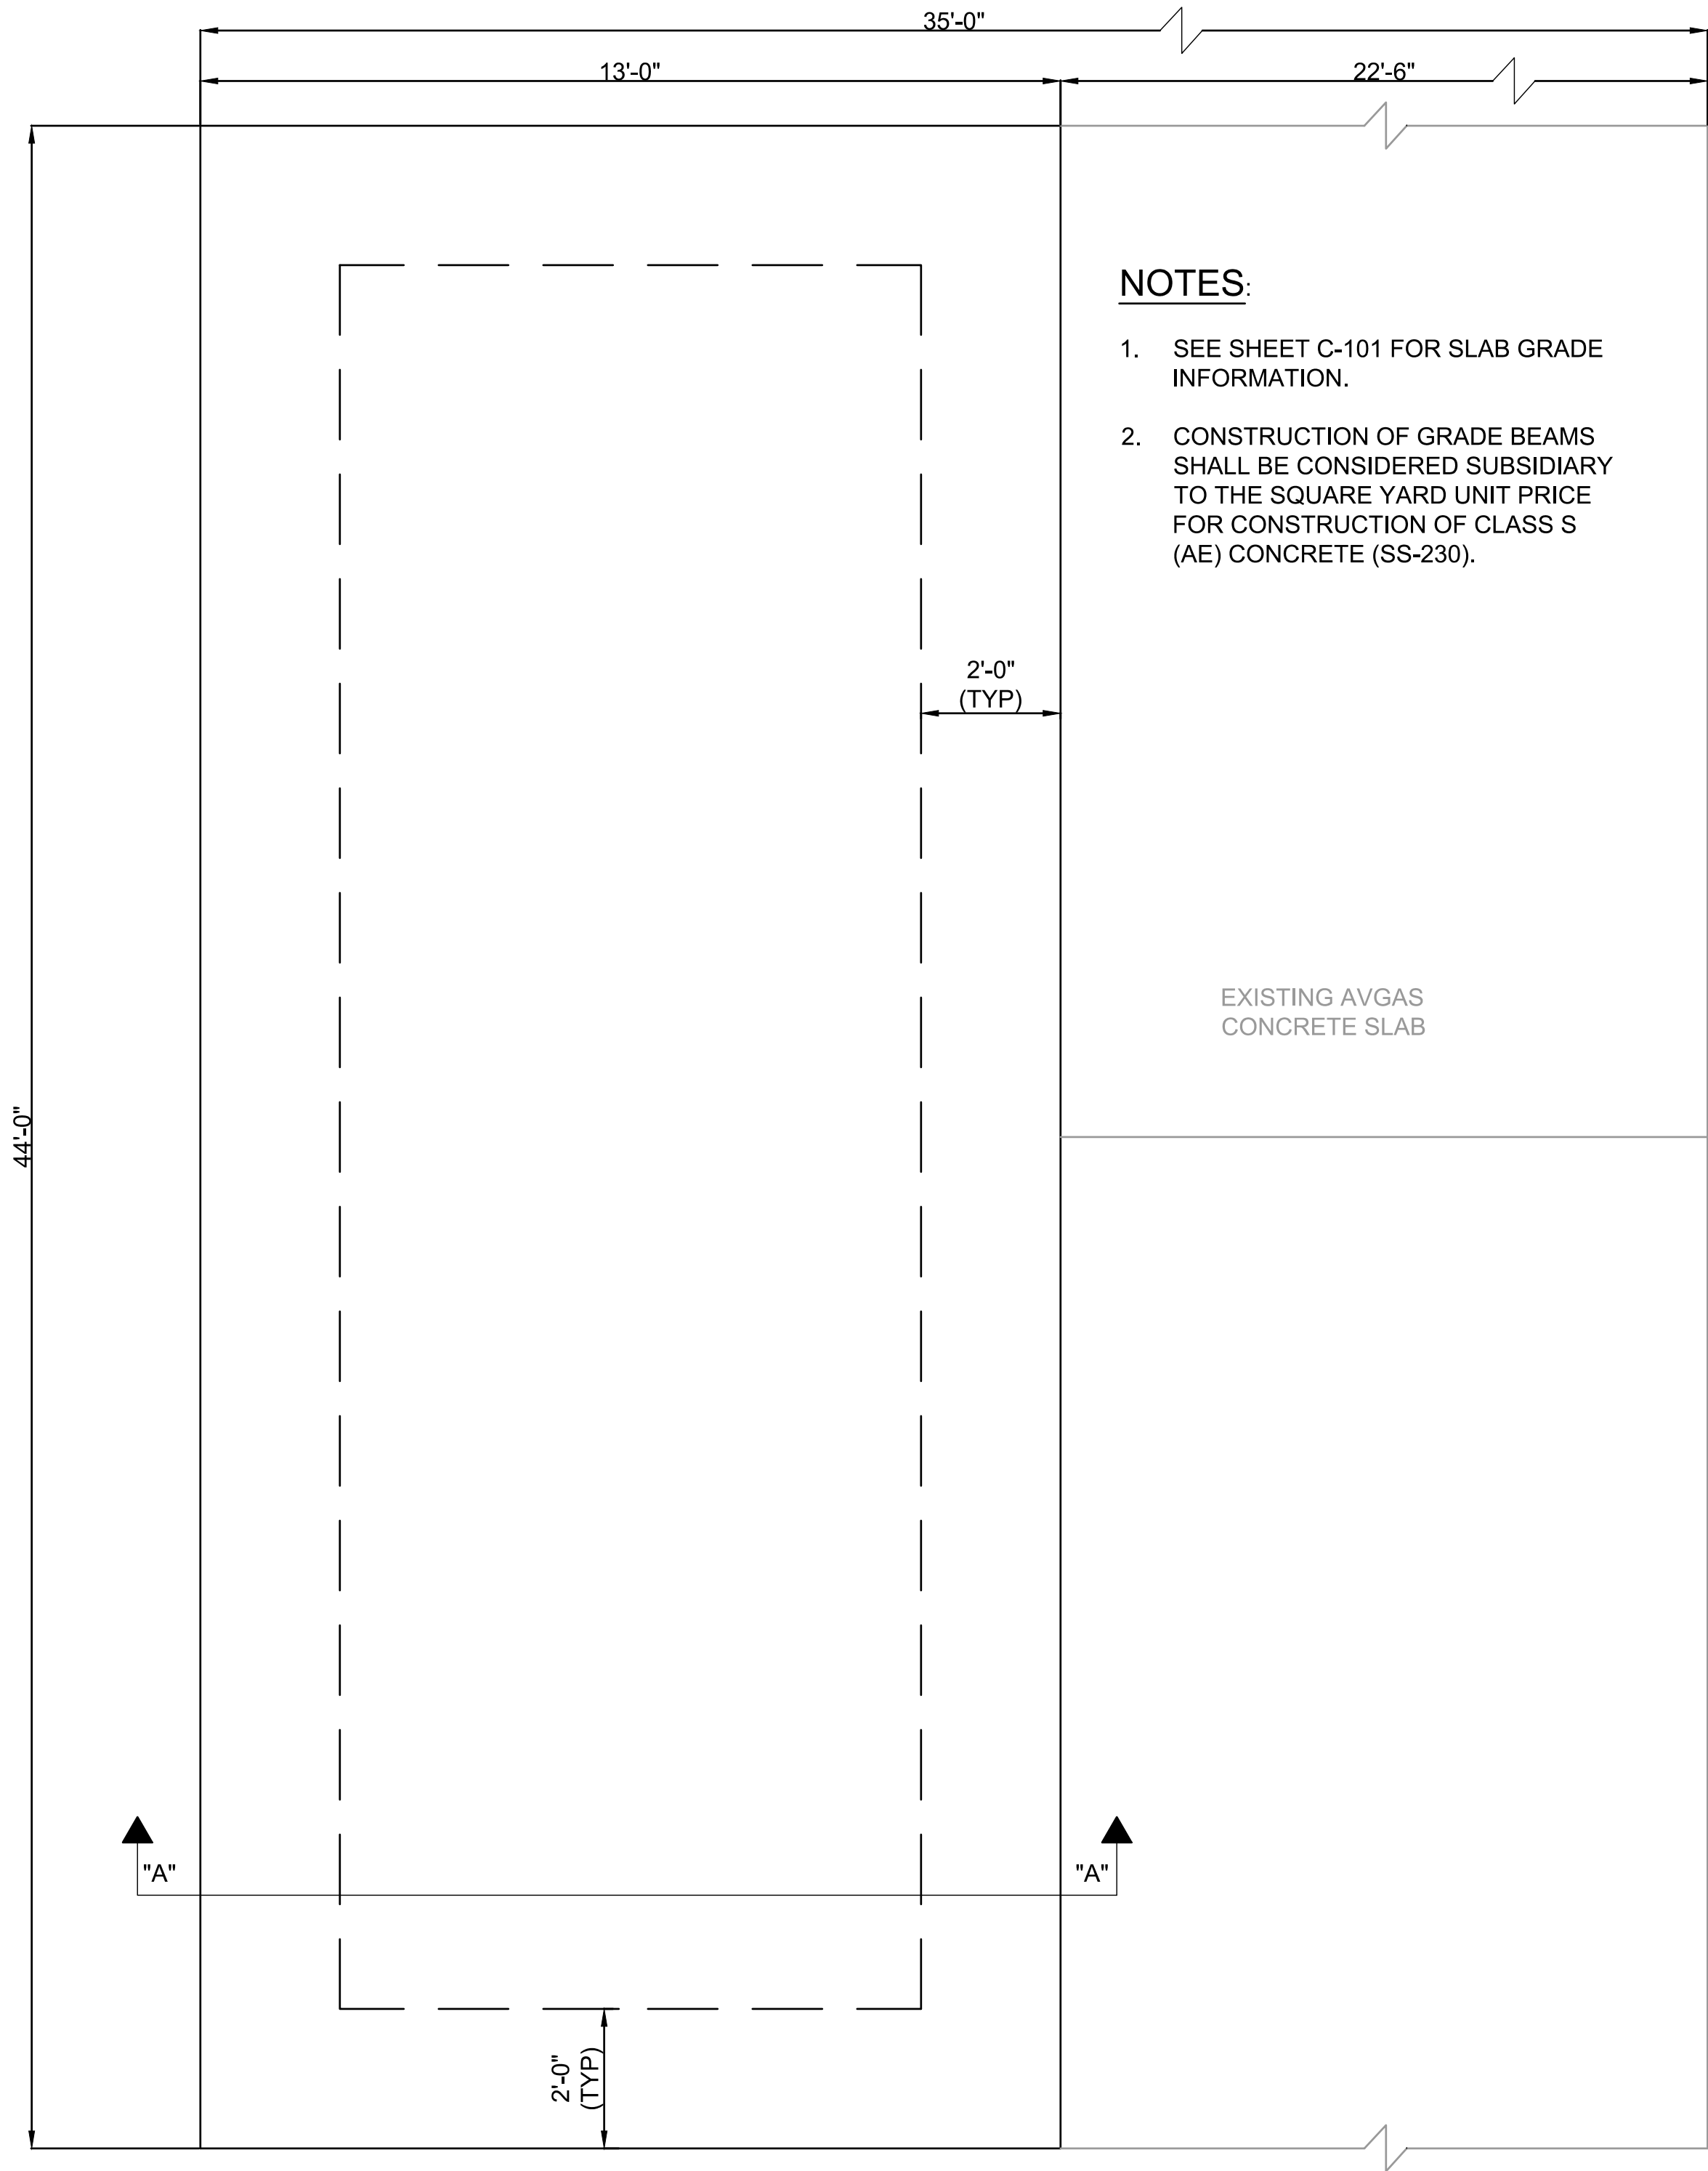 35'-0"
13'-0"
22'-6"
NOTES:
1. SEE SHEET C-101 FOR SLAB GRADE
INFORMATION.
2. CONSTRUCTION OF GRADE BEAMS
SHALL BE CONSIDERED SUBSIDIARY
TO THE SQUARE YARD UNIT PRICE
FOR CONSTRUCTION OF CLASS S
(AE) CONCRETE (SS-230).
2'-0"
(TYP)
EXISTING AVGAS
CONCRETE SLAB
44'-0"
"A"
"A"
2'-0"
(TYP)